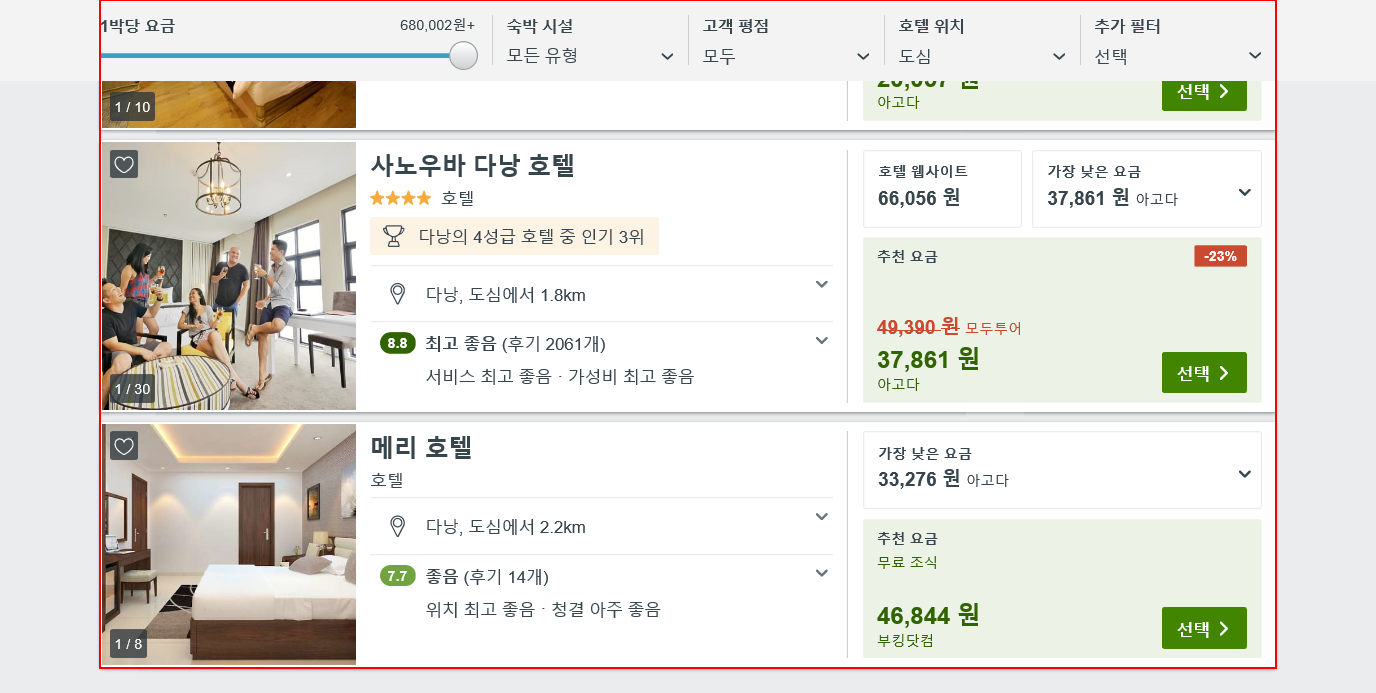 1박당 요금
680,002원+
숙박 시설
모든 유형
고객 평점
모두
호텔 위치
도심
추가 필터
선택
1 / 10
아고다
선택
사노우바 다낭 호텔
호텔
다낭의 4성급 호텔 중 인기 3위
다낭, 도심에서 1.8km
8.8 최고 좋음 (후기 2061개)
서비스 최고 좋음 · 가성비 최고 좋음
1 / 30
호텔 웹사이트
66,056 원
가장 낮은 요금
37,861 원 아고다
추천 요금
-23%
49,390 원 모두투어
37,861 원
아고다
선택
메리 호텔
호텔
다낭, 도심에서 2.2km
7.7 좋음 (후기 14개)
위치 최고 좋음 · 청결 아주 좋음
1 / 8
가장 낮은 요금
33,276 원 아고다
추천 요금
무료 조식
46,844 원
부킹닷컴
선택